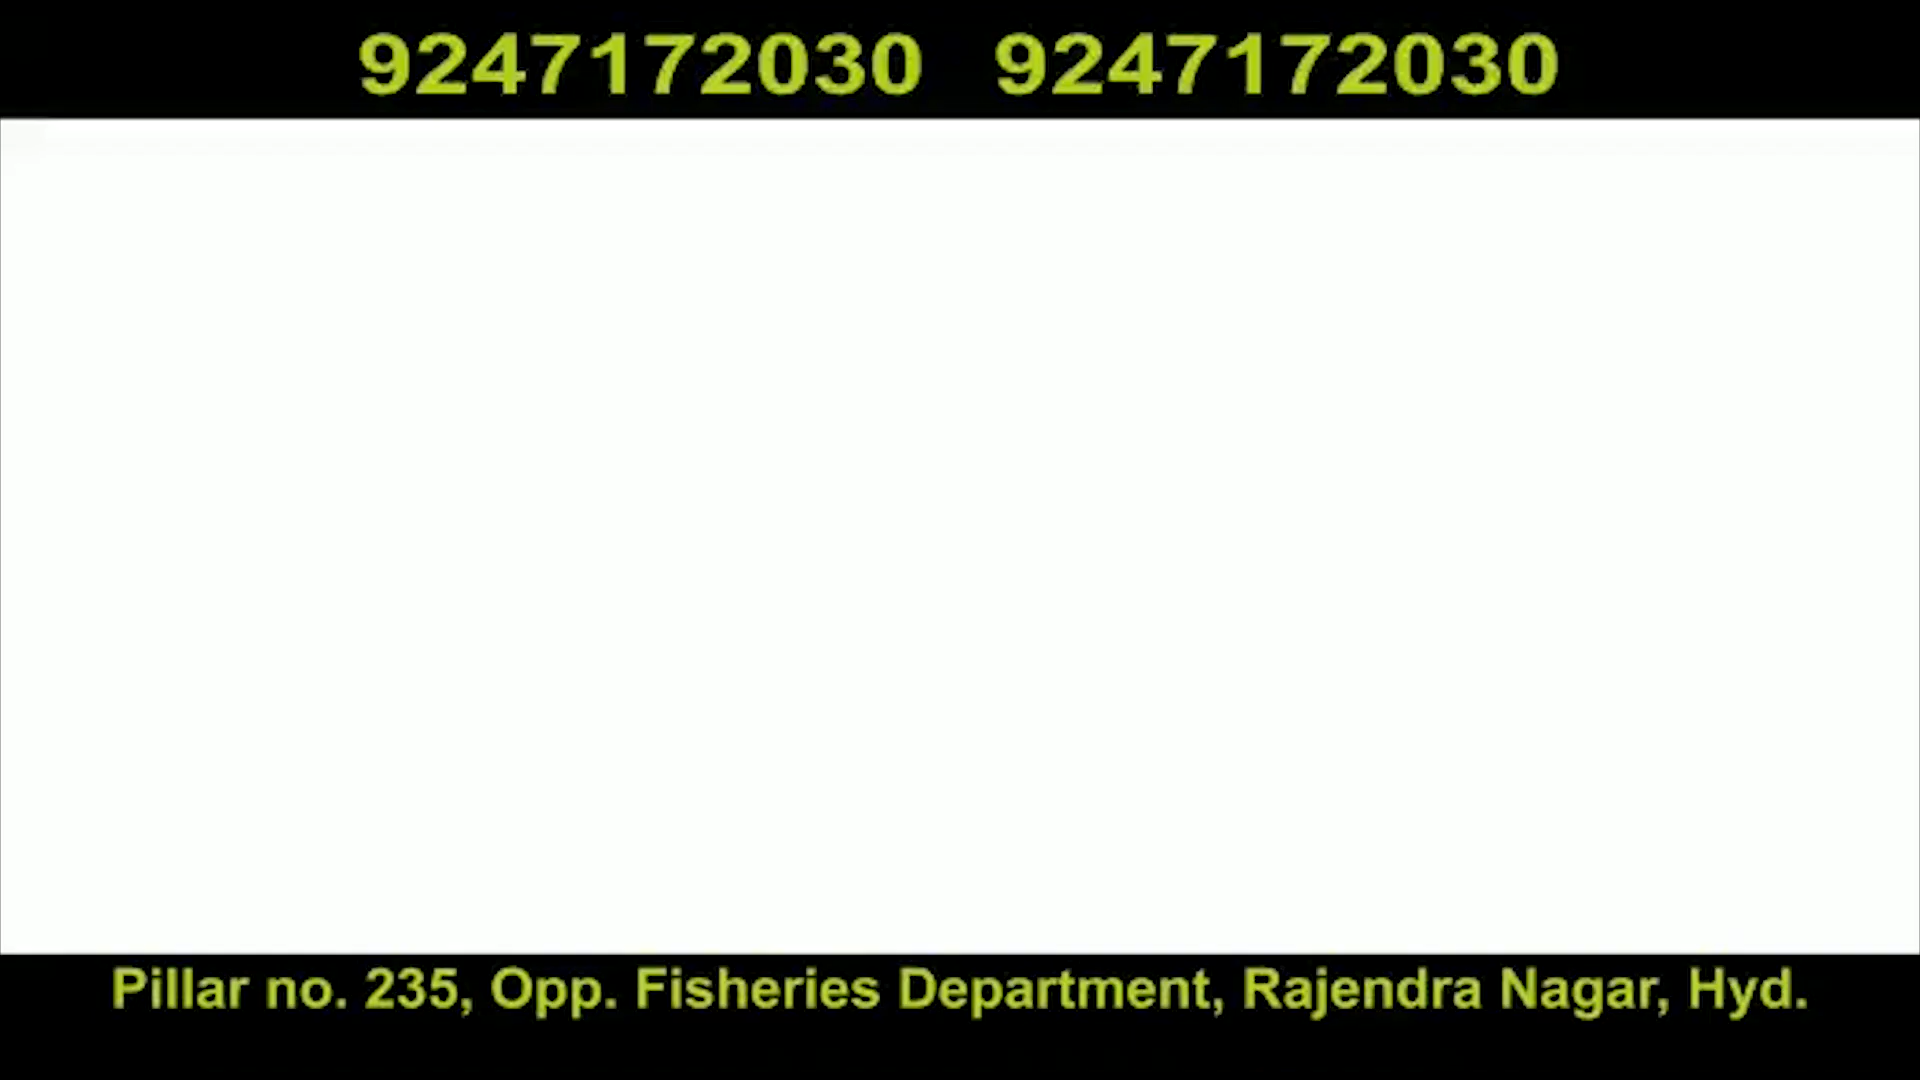 9247172030 9247172030
Pillar no. 235, Opp. Fisheries Department, Rajendra Nagar, Hyd.